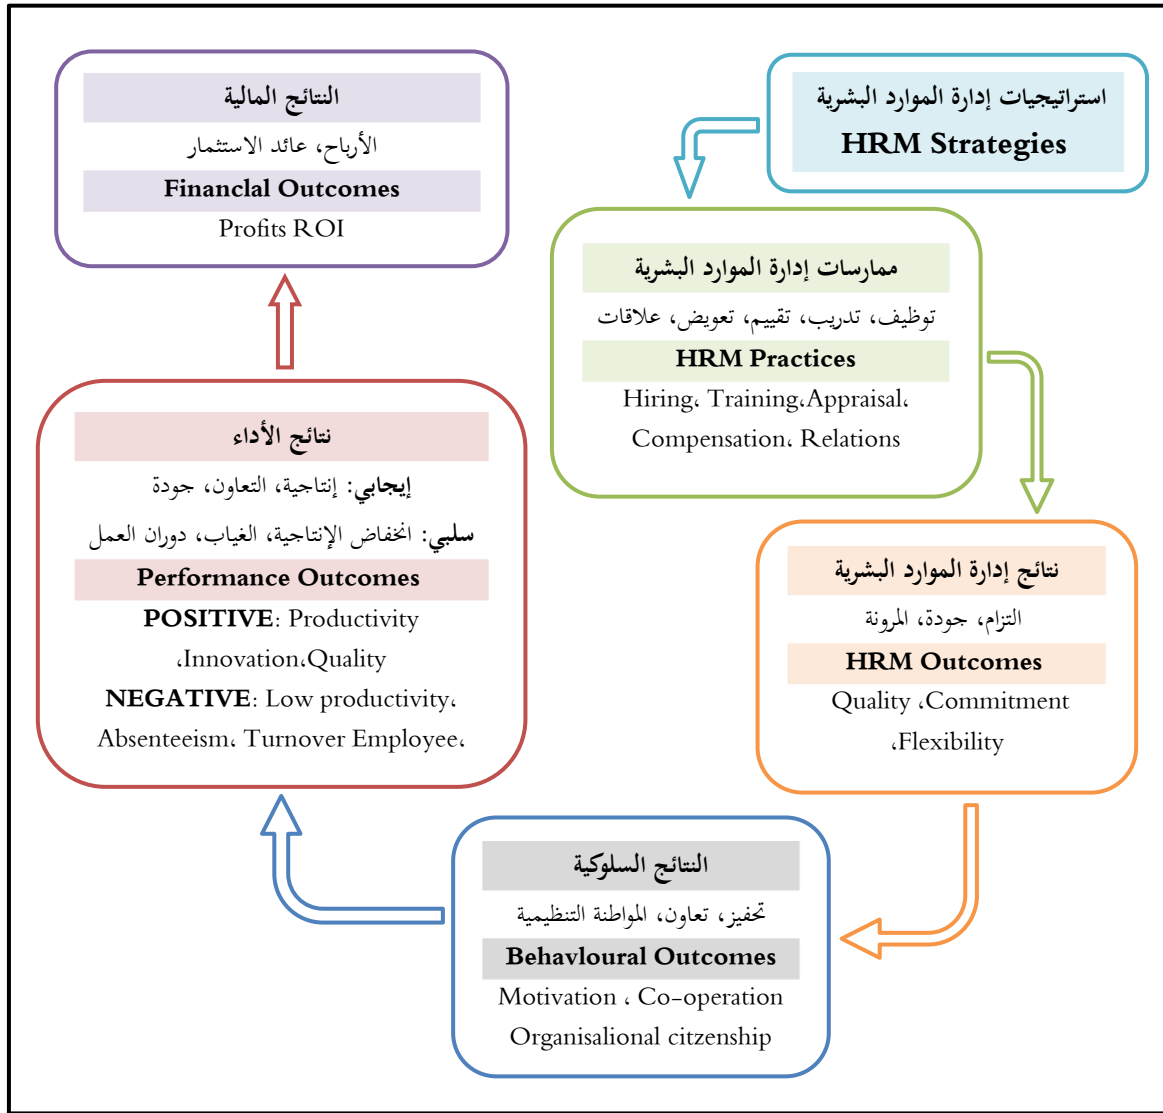 استراتيجيات إدارة الموارد البشرية
HRM Strategies
ممارسات إدارة الموارد البشرية
توظيف، تدريب، تقييم، تعويض، علاقات
HRM Practices
Hiring، Training،Appraisal،
Compensation، Relations
نتائج إدارة الموارد البشرية
التزام، جودة، المرونة
HRM Outcomes
Quality ،Commitment
،Flexibility
النتائج السلوكية
تحفيز، تعاون، المواطنة التنظيمية
Behavloural Outcomes
Motivation ، Co-operation
Organisalional citzenship
نتائج الأداء
إيجابي: إنتاجية، التعاون، جودة
سلبي: انخفاض الإنتاجية، الغياب، دوران العمل
Performance Outcomes
POSITIVE: Productivity
،Innovation،Quality
NEGATIVE: Low productivity،
Absenteeism، Turnover Employee،
النتائج المالية
الأرباح، عائد الاستثمار
Financlal Outcomes
Profits ROI